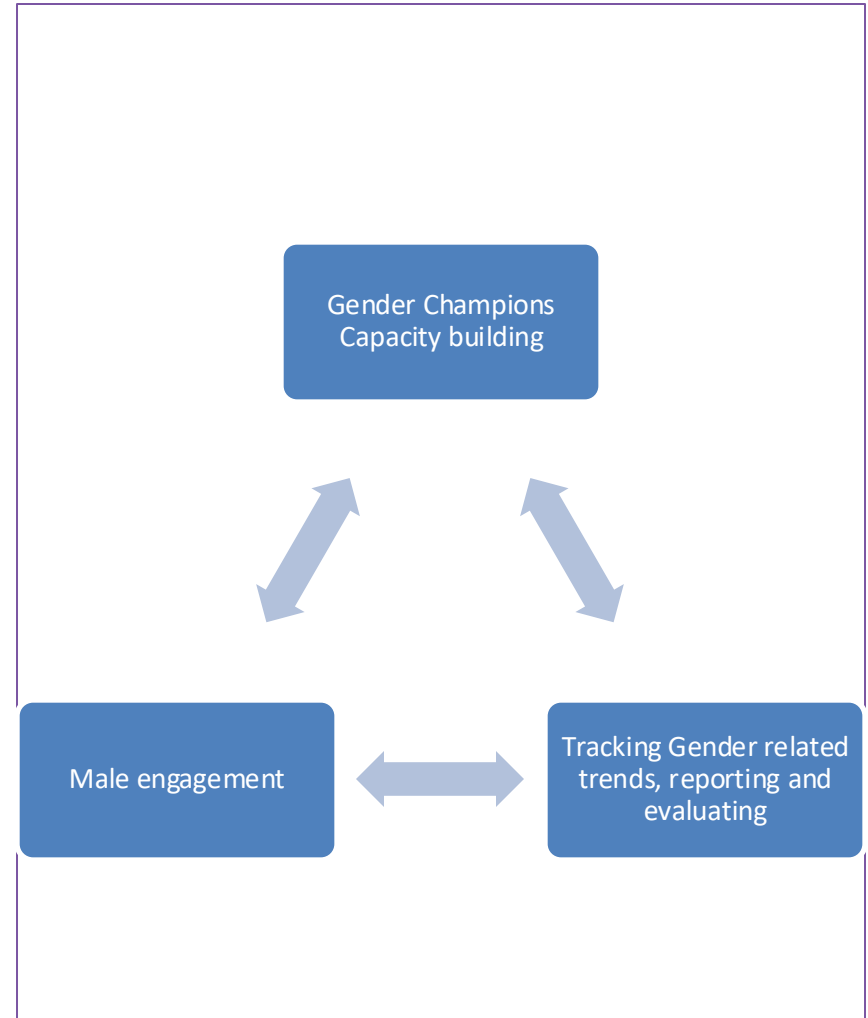 Gender Champions
Capacity building
Male engagement
Tracking Gender related
trends, reporting and
evaluating